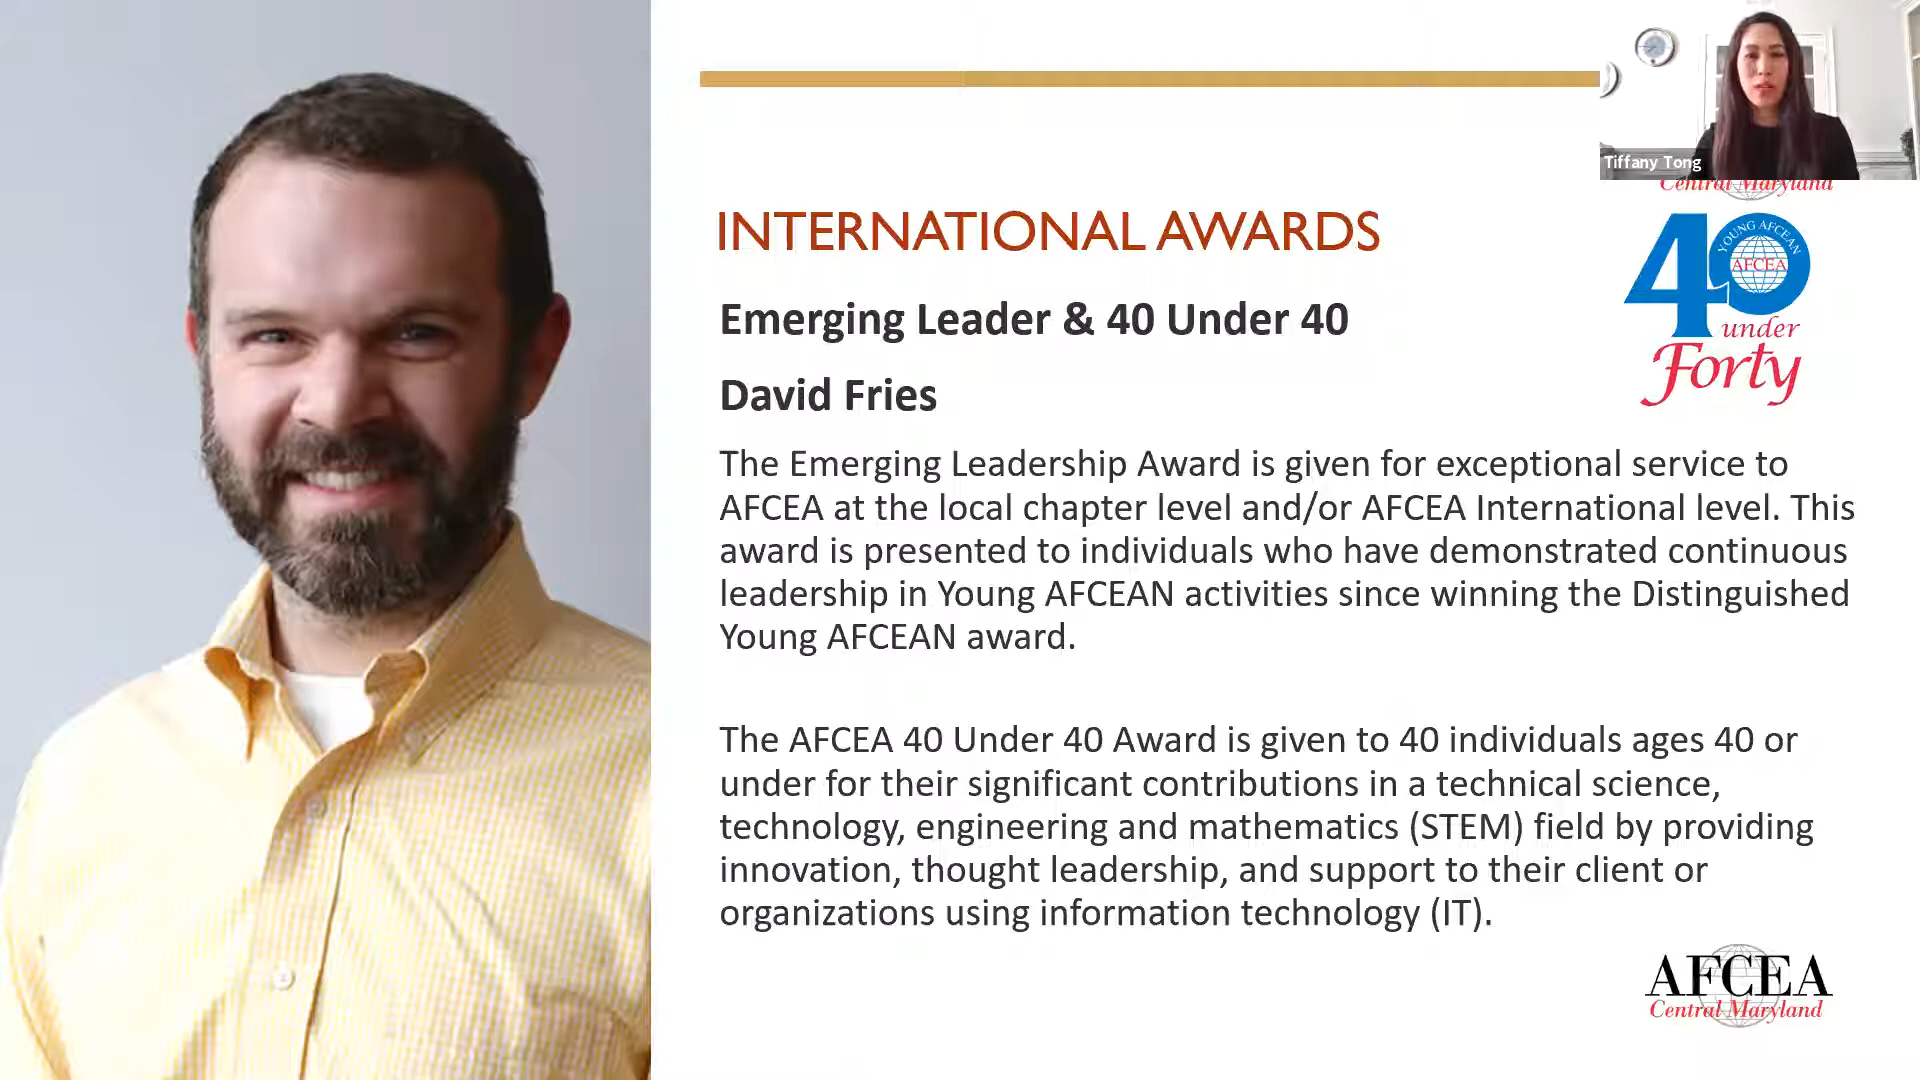 Tiffany Tong
Central Maryland
INTERNATIONAL AWARDS
YOUNG AFCEAN
AFCEA
40
under
Forty
Emerging Leader & 40 Under 40
David Fries
The Emerging Leadership Award is given for exceptional service to
AFCEA at the local chapter level and/or AFCEA International level. This
award is presented to individuals who have demonstrated continuous
leadership in Young AFCEAN activities since winning the Distinguished
Young AFCEAN award.
The AFCEA 40 Under 40 Award is given to 40 individuals ages 40 or
under for their significant contributions in a technical science,
technology, engineering and mathematics (STEM) field by providing
innovation, thought leadership, and support to their client or
organizations using information technology (IT).
AFCEA
Central Maryland